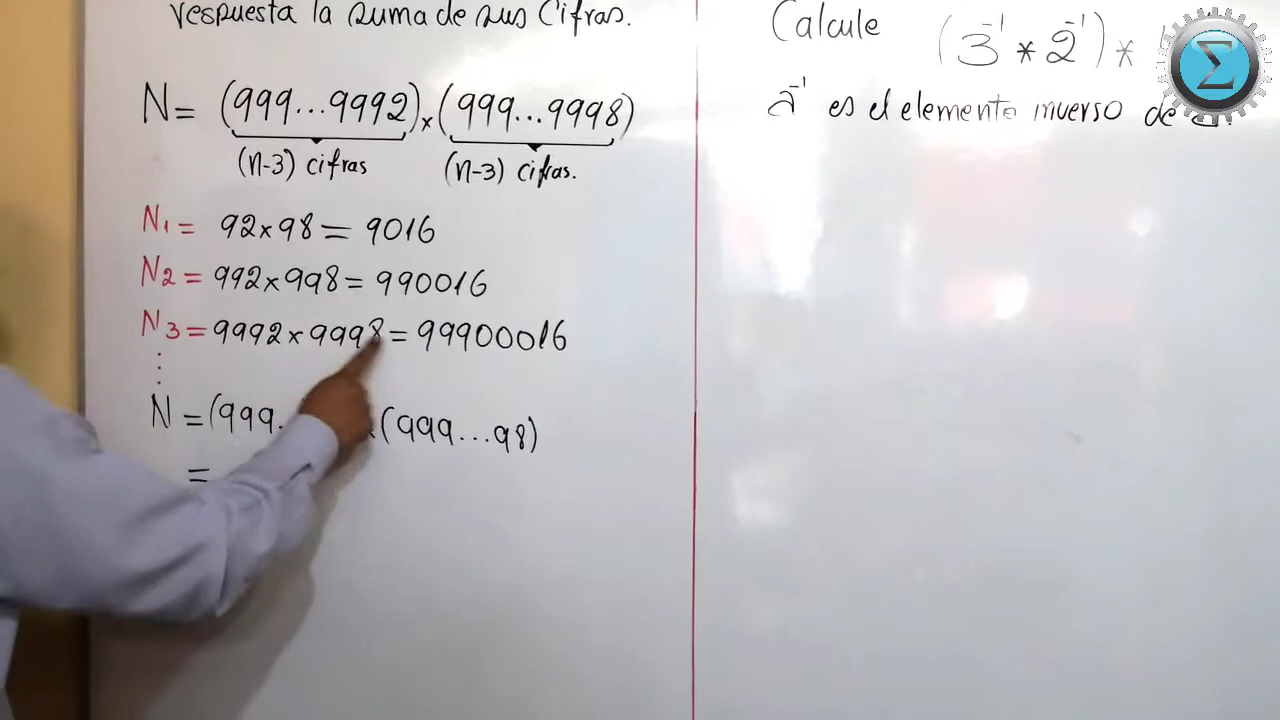 respuesta la suma de sus Cifras.
N = (999...9992) x (999...9998)
(n-3) cifras (n-3) cifras.
N1 = 92x98 = 9016
N2 = 992x998 = 990016
N3 = 9992x9998 = 99900016
N = (999. (999...98)
=
Calcule (3⁻¹ * 2⁻¹) *
a⁻¹ es el elemento inverso de
Σ